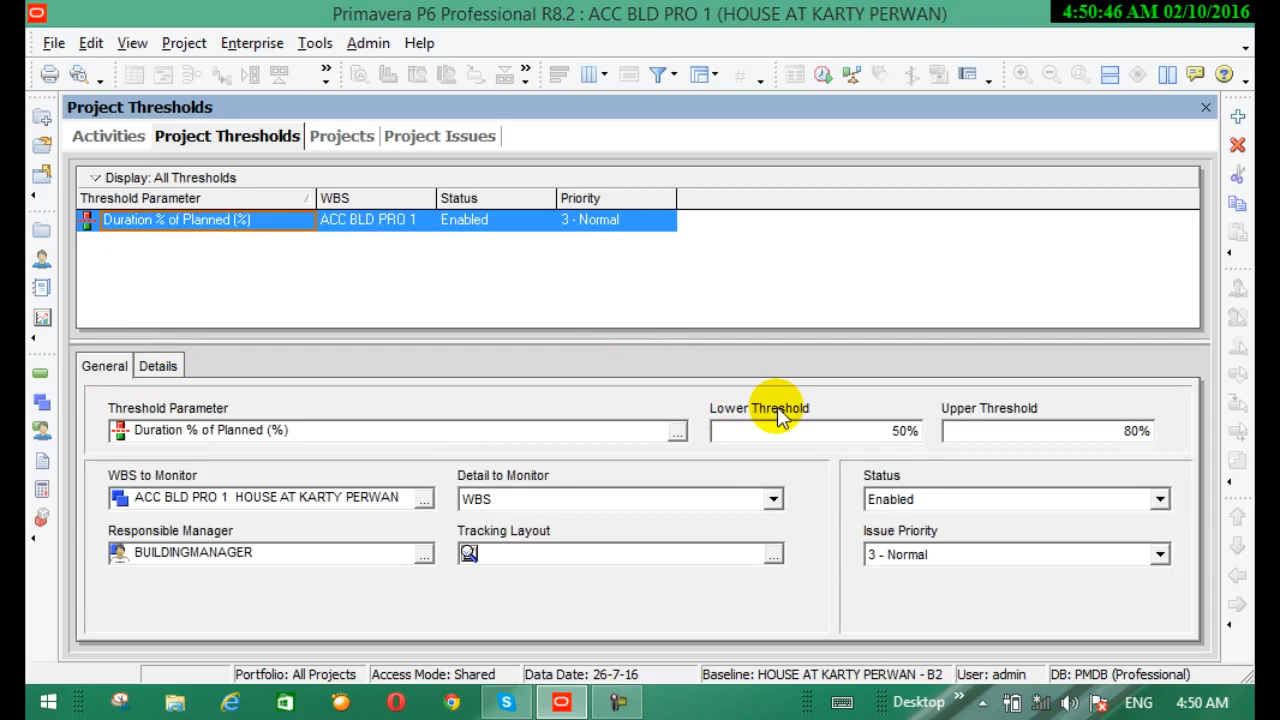 Primavera P6 Professional R8.2 : ACC BLD PRO 1 (HOUSE AT KARTY PERWAN)
4:50:46 AM 02/10/2016
File Edit View Project Enterprise Tools Admin Help
Project Thresholds
Activities Project Thresholds Projects Project Issues
Display: All Thresholds
Threshold Parameter WBS Status Priority
Duration % of Planned (%) ACC BLD PRO 1 Enabled 3 - Normal
General Details
Threshold Parameter Lower Threshold Upper Threshold
Duration % of Planned (%) ... 50% 80%
WBS to Monitor Detail to Monitor Status
ACC BLD PRO 1 HOUSE AT KARTY PERWAN ... WBS Enabled
Responsible Manager Tracking Layout Issue Priority
BUILDINGMANAGER ... ... 3 - Normal
Portfolio: All Projects Access Mode: Shared Data Date: 26-7-16 Baseline: HOUSE AT KARTY PERWAN - B2 User: admin DB: PMDB (Professional)
Desktop ENG 4:50 AM